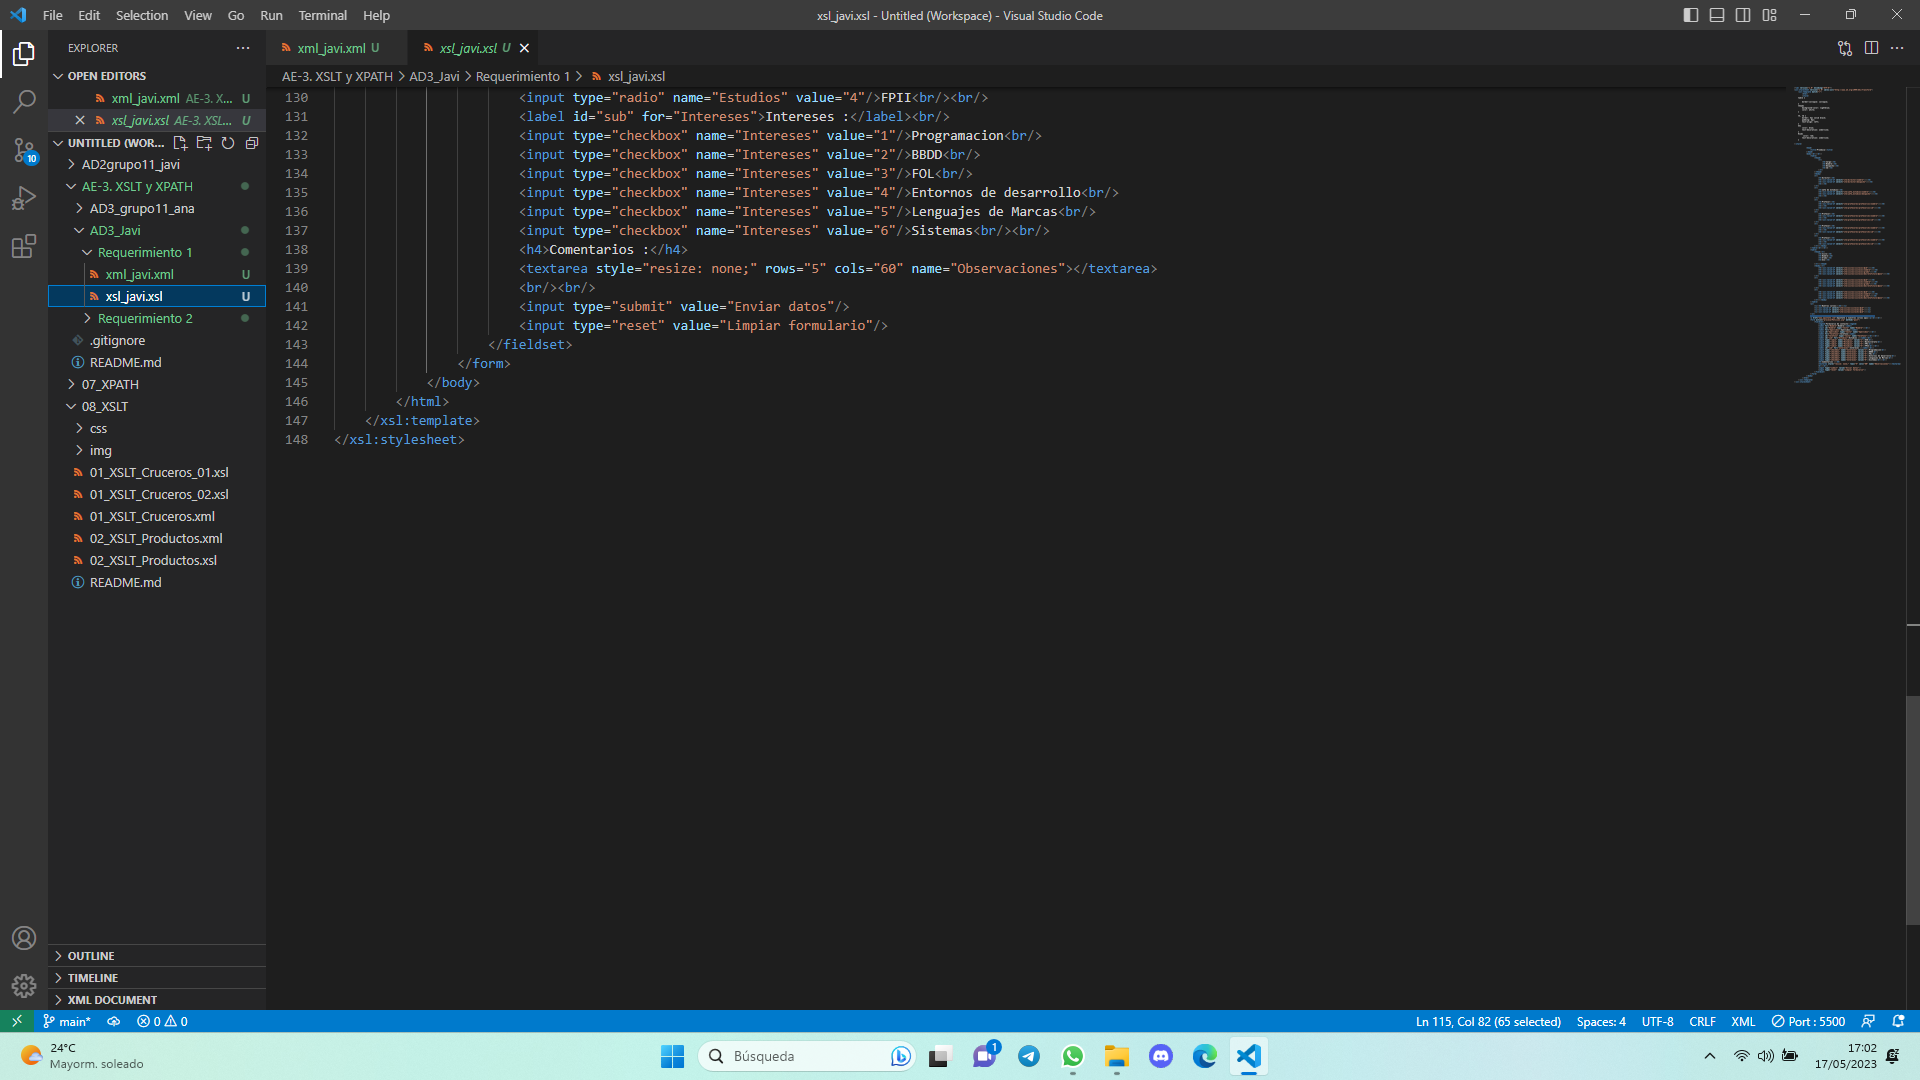 File Edit Selection View Go Run Terminal Help
xsl_javi.xsl - Untitled (Workspace) - Visual Studio Code
EXPLORER
OPEN EDITORS
xml_javi.xml AE-3. X... U
xsl_javi.xsl AE-3. XSL... U
UNTITLED (WOR...
AD2grupo11_javi
AE-3. XSLT y XPATH
AD3_grupo11_ana
AD3_Javi
Requerimiento 1
xml_javi.xml U
xsl_javi.xsl U
Requerimiento 2
.gitignore
README.md
07_XPATH
08_XSLT
css
img
01_XSLT_Cruceros_01.xsl
01_XSLT_Cruceros_02.xsl
01_XSLT_Cruceros.xml
02_XSLT_Productos.xml
02_XSLT_Productos.xsl
README.md
OUTLINE
TIMELINE
XML DOCUMENT
10
xml_javi.xml U
xsl_javi.xsl U
AE-3. XSLT y XPATH > AD3_Javi > Requerimiento 1 > xsl_javi.xsl
130 <input type="radio" name="Estudios" value="4"/>FPII<br/><br/>
131 <label id="sub" for="Intereses">Intereses :</label><br/>
132 <input type="checkbox" name="Intereses" value="1"/>Programacion<br/>
133 <input type="checkbox" name="Intereses" value="2"/>BBDD<br/>
134 <input type="checkbox" name="Intereses" value="3"/>FOL<br/>
135 <input type="checkbox" name="Intereses" value="4"/>Entornos de desarrollo<br/>
136 <input type="checkbox" name="Intereses" value="5"/>Lenguajes de Marcas<br/>
137 <input type="checkbox" name="Intereses" value="6"/>Sistemas<br/><br/>
138 <h4>Comentarios :</h4>
139 <textarea style="resize: none;" rows="5" cols="60" name="Observaciones"></textarea>
140 <br/><br/>
141 <input type="submit" value="Enviar datos"/>
142 <input type="reset" value="Limpiar formulario"/>
143 </fieldset>
144 </form>
145 </body>
146 </html>
147 </xsl:template>
148 </xsl:stylesheet>
main* 0 0
Ln 115, Col 82 (65 selected) Spaces: 4 UTF-8 CRLF XML Port : 5500
24°C
Mayorm. soleado
Búsqueda
1
17:02
17/05/2023